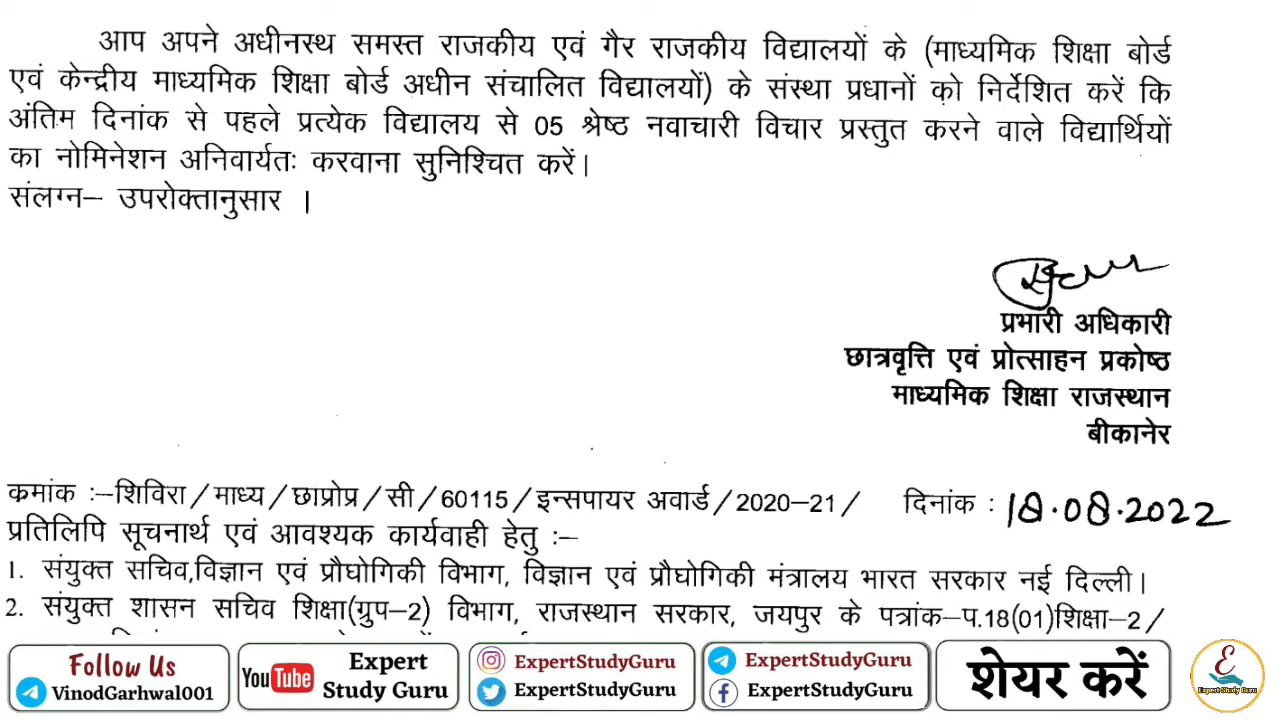 आप अपने अधीनस्थ समस्त राजकीय एवं गैर राजकीय विद्यालयों के (माध्यमिक शिक्षा बोर्ड
एवं केन्द्रीय माध्यमिक शिक्षा बोर्ड अधीन संचालित विद्यालयों) के संस्था प्रधानों को निर्देशित करें कि
अंतिम दिनांक से पहले प्रत्येक विद्यालय से 05 श्रेष्ठ नवाचारी विचार प्रस्तुत करने वाले विद्यार्थियों
का नोमिनेशन अनिवार्यतः करवाना सुनिश्चित करें।
संलग्न– उपरोक्तानुसार ।
प्रभारी अधिकारी
छात्रवृत्ति एवं प्रोत्साहन प्रकोष्ठ
माध्यमिक शिक्षा राजस्थान
बीकानेर
कमांक :–शिविरा/माध्य/छाप्रोप्र/सी/60115/इन्सपायर अवार्ड/2020–21/ दिनांक : 18.08.2022
प्रतिलिपि सूचनार्थ एवं आवश्यक कार्यवाही हेतु :–
1. संयुक्त सचिव,विज्ञान एवं प्रौघोगिकी विभाग, विज्ञान एवं प्रौघोगिकी मंत्रालय भारत सरकार नई दिल्ली।
2. संयुक्त शासन सचिव शिक्षा(ग्रुप–2) विभाग, राजस्थान सरकार, जयपुर के पत्रांक–प.18(01)शिक्षा–2/
Follow Us
VinodGarhwal001
YouTube Expert Study Guru
ExpertStudyGuru
ExpertStudyGuru
ExpertStudyGuru
ExpertStudyGuru
शेयर करें
Expert Study Guru